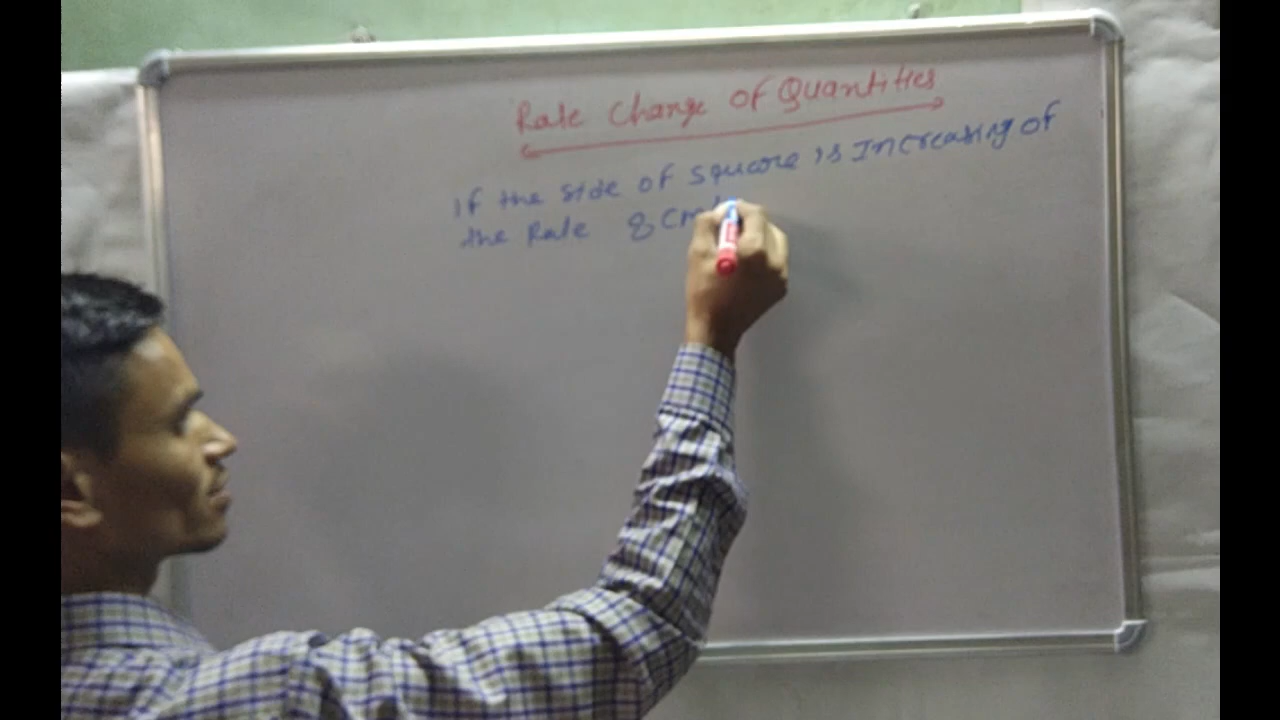 Rate Change of Quantities
If the side of square is Increasing of
the Rate 8 cm/